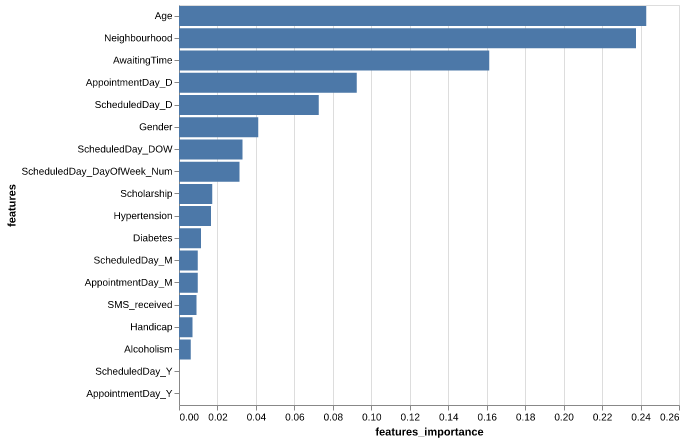 Age
Neighbourhood
AwaitingTime
AppointmentDay_D
ScheduledDay_D
Gender
ScheduledDay_DOW
ScheduledDay_DayOfWeek_Num
Scholarship
Hypertension
Diabetes
ScheduledDay_M
AppointmentDay_M
SMS_received
Handicap
Alcoholism
ScheduledDay_Y
AppointmentDay_Y
features
0.00 0.02 0.04 0.06 0.08 0.10 0.12 0.14 0.16 0.18 0.20 0.22 0.24 0.26
features_importance